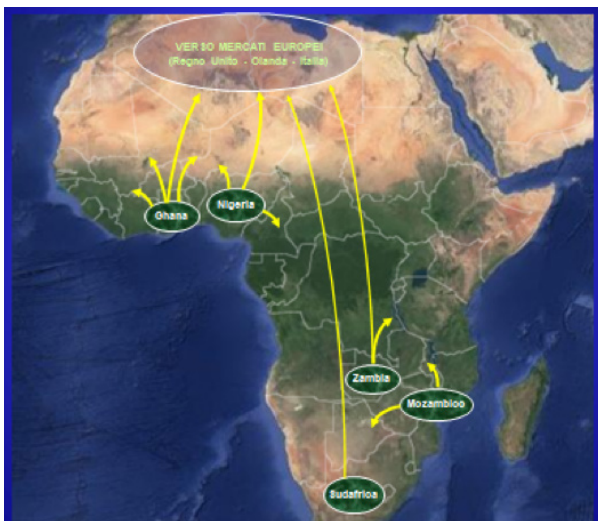 VERSO MERCATI EUROPEI
(Regno Unito - Olanda - Italia)
Ghana
Nigeria
Zambia
Mozambico
Sudafrica